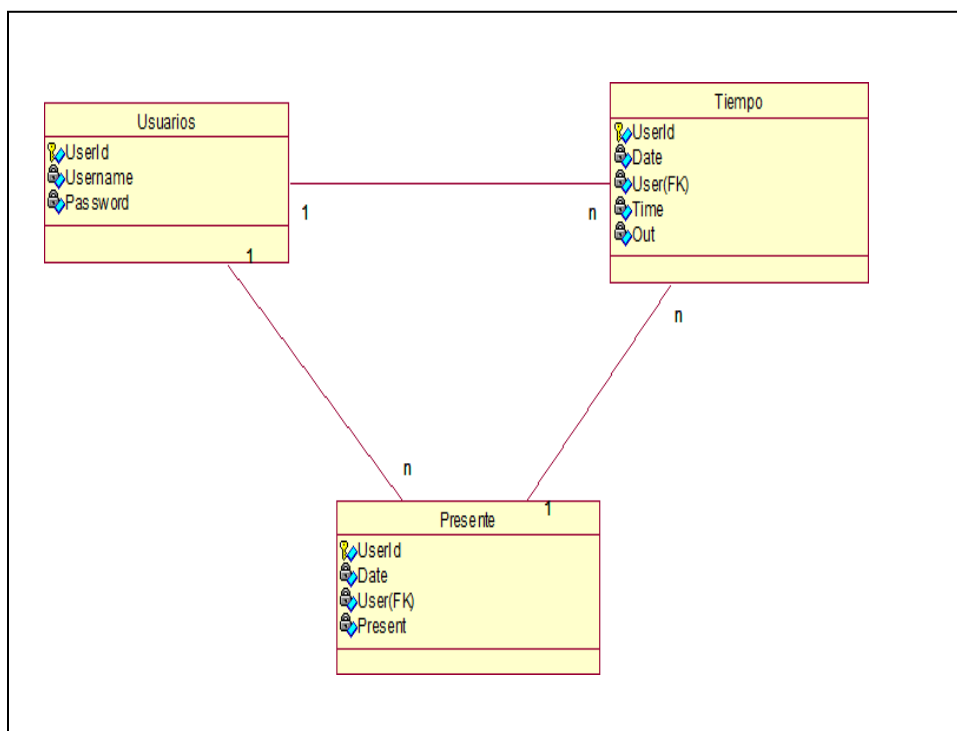 Usuarios
UserId
Username
Password
1
1
n
Tiempo
UserId
Date
User(FK)
Time
Out
n
n
1
Presente
UserId
Date
User(FK)
Present